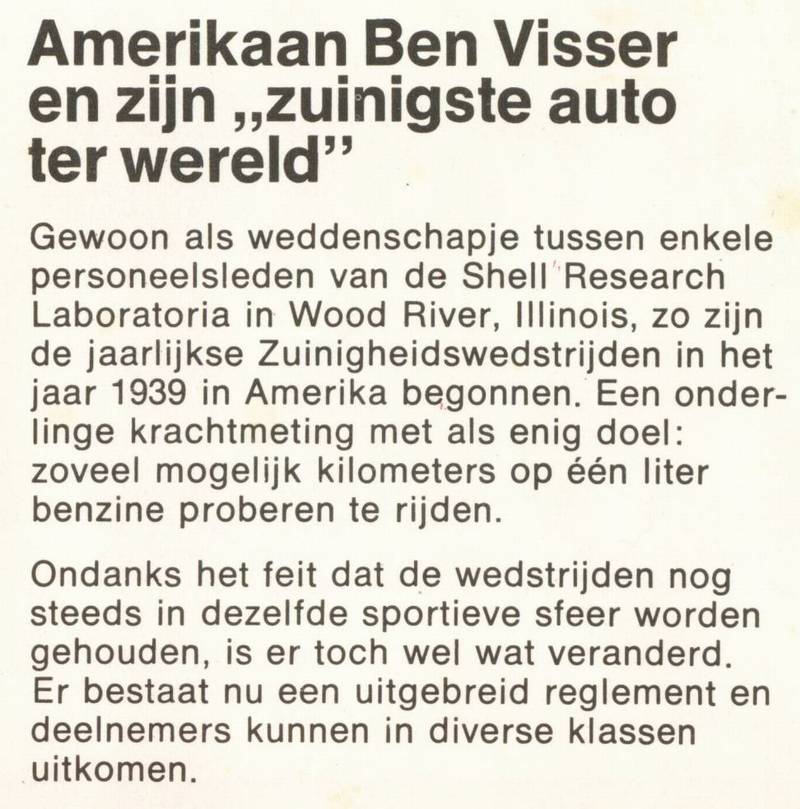 Amerikaan Ben Visser
en zijn „zuinigste auto
ter wereld”
Gewoon als weddenschapje tussen enkele
personeelsleden van de Shell Research
Laboratoria in Wood River, Illinois, zo zijn
de jaarlijkse Zuinigheidswedstrijden in het
jaar 1939 in Amerika begonnen. Een onder-
linge krachtmeting met als enig doel:
zoveel mogelijk kilometers op één liter
benzine proberen te rijden.
Ondanks het feit dat de wedstrijden nog
steeds in dezelfde sportieve sfeer worden
gehouden, is er toch wel wat veranderd.
Er bestaat nu een uitgebreid reglement en
deelnemers kunnen in diverse klassen
uitkomen.